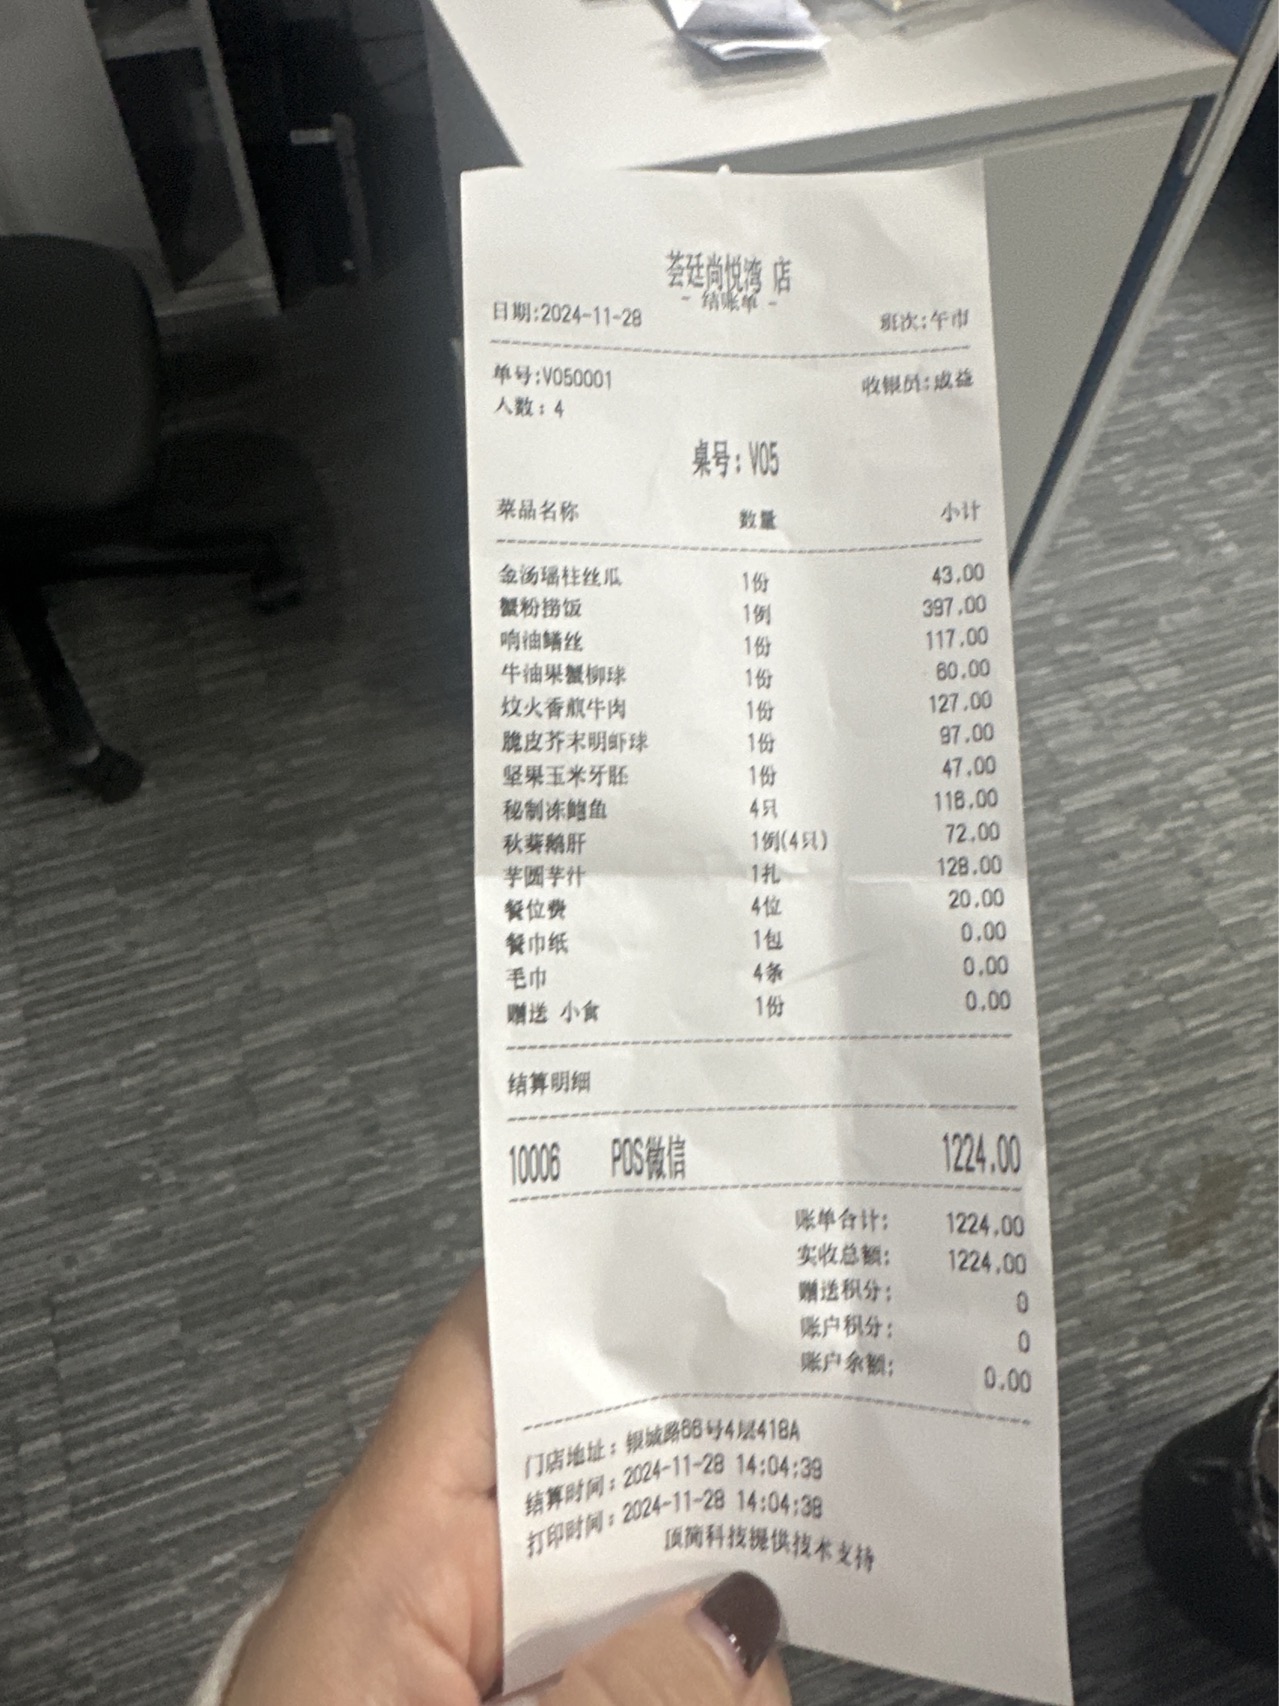 荟廷尚悦湾 店
- 结账单 -
日期:2024-11-28 班次:午市
单号:V050001 收银员:成益
人数: 4
桌号: V05
菜品名称 数量 小计
金汤瑶柱丝瓜 1份 43.00
蟹粉捞饭 1例 397.00
响油鳝丝 1份 117.00
牛油果蟹柳球 1份 60.00
炆火香煎牛肉 1份 127.00
脆皮芥末明虾球 1份 97.00
坚果玉米牙胚 1份 47.00
秘制冻鲍鱼 4只 116.00
秋葵鹅肝 1例(4只) 72.00
芋圆芋汁 1扎 128.00
餐位费 4位 20.00
餐巾纸 1包 0.00
毛巾 4条 0.00
赠送 小食 1份 0.00
结算明细
10006 POS微信 1224.00
账单合计: 1224.00
实收总额: 1224.00
赠送积分: 0
账户积分: 0
账户余额: 0.00
门店地址: 银城路66号4层418A
结算时间: 2024-11-28 14:04:38
打印时间: 2024-11-28 14:04:38
顶简科技提供技术支持